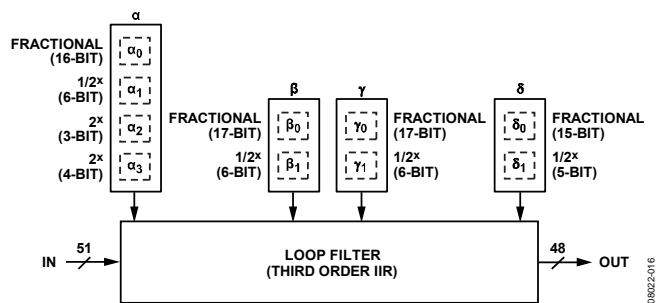 α
FRACTIONAL
(16-BIT)
α0
1/2x
(6-BIT)
α1
2x
(3-BIT)
α2
2x
(4-BIT)
α3
β
FRACTIONAL
(17-BIT)
β0
1/2x
(6-BIT)
β1
γ
γ0
FRACTIONAL
(17-BIT)
γ1
1/2x
(6-BIT)
δ
δ0
FRACTIONAL
(15-BIT)
δ1
1/2x
(5-BIT)
IN
51
LOOP FILTER
(THIRD ORDER IIR)
48
OUT
08022-016